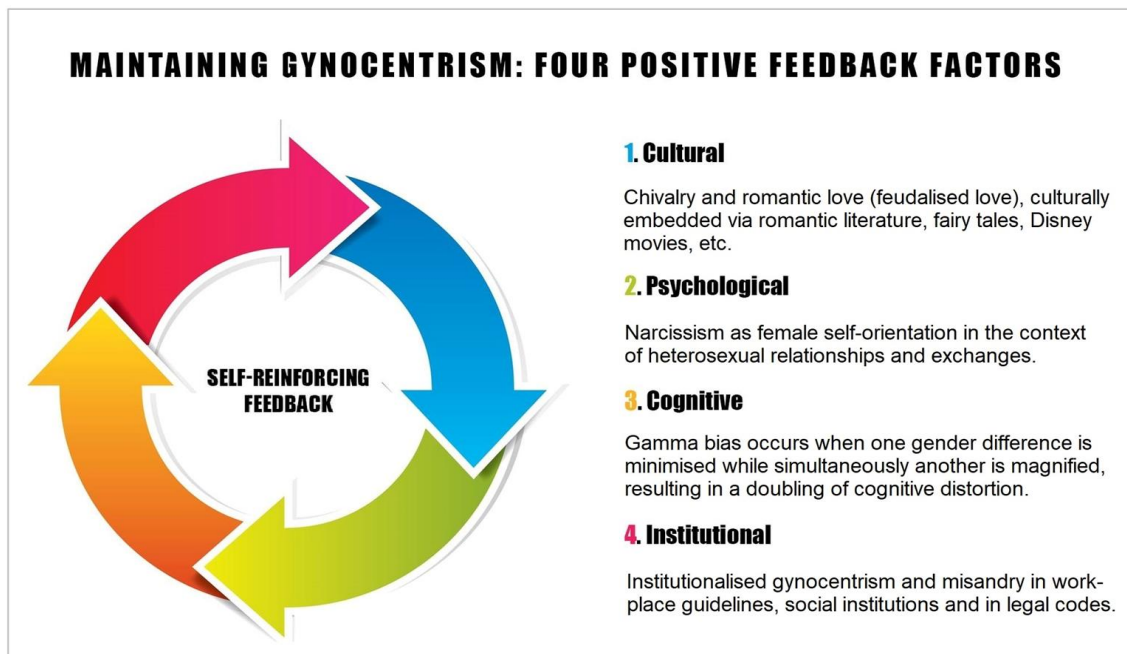 MAINTAINING GYNOCENTRISM: FOUR POSITIVE FEEDBACK FACTORS
SELF-REINFORCING
FEEDBACK
1. Cultural
Chivalry and romantic love (feudalised love), culturally
embedded via romantic literature, fairy tales, Disney
movies, etc.
2. Psychological
Narcissism as female self-orientation in the context
of heterosexual relationships and exchanges.
3. Cognitive
Gamma bias occurs when one gender difference is
minimised while simultaneously another is magnified,
resulting in a doubling of cognitive distortion.
4. Institutional
Institutionalised gynocentrism and misandry in work-
place guidelines, social institutions and in legal codes.